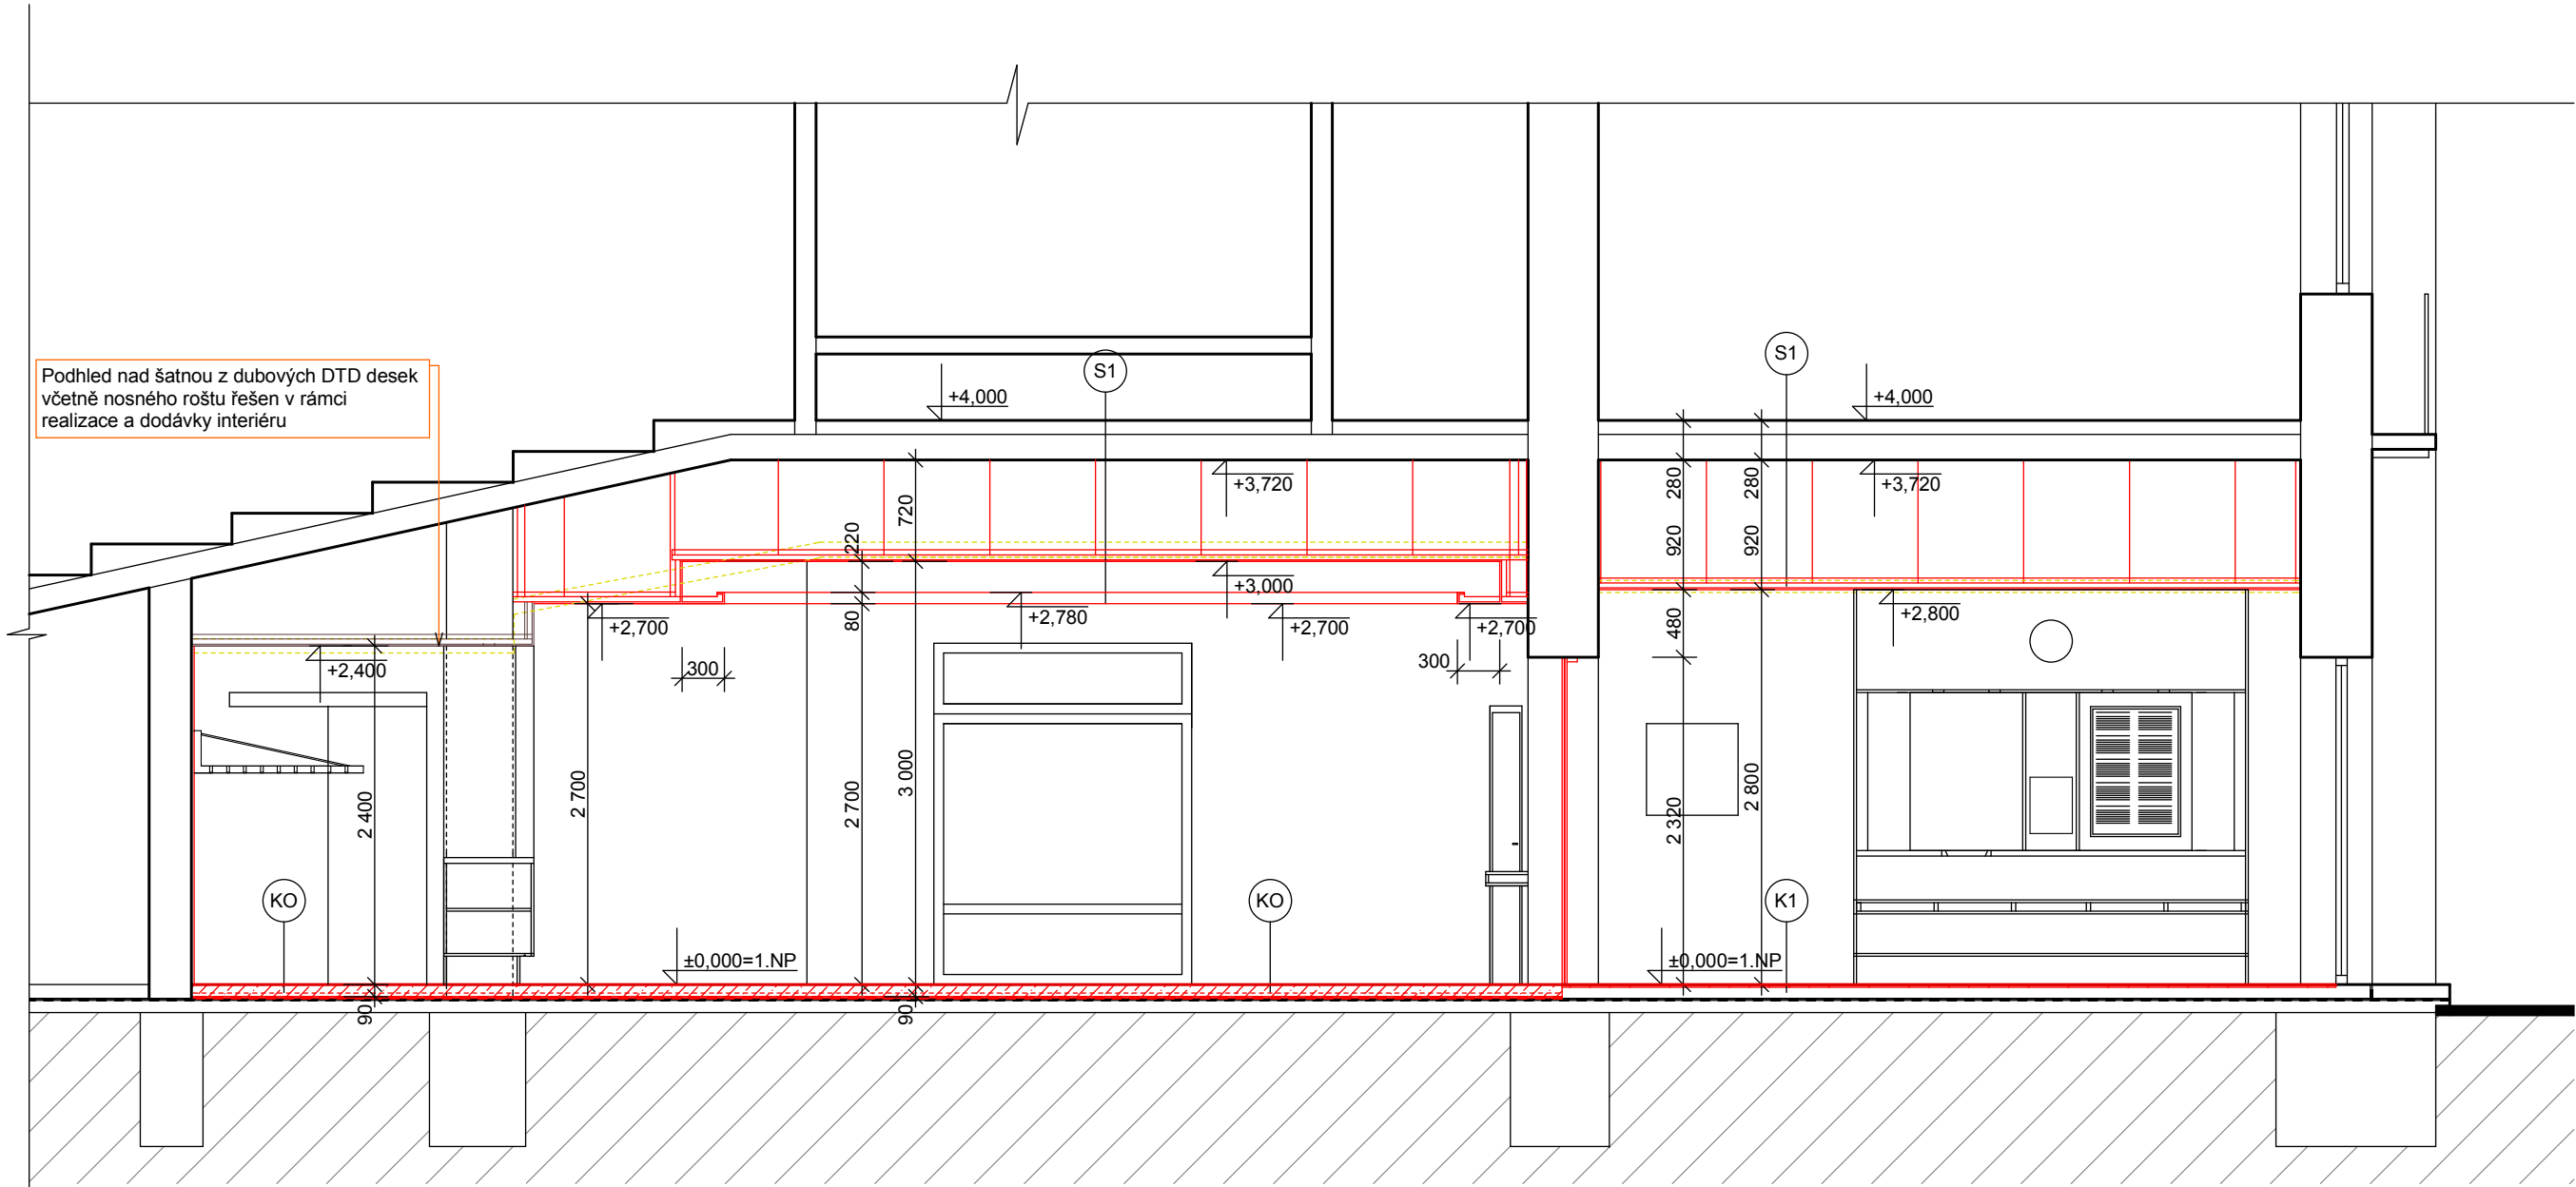 Podhled nad šatnou z dubových DTD desek
včetně nosného roštu řešen v rámci
realizace a dodávky interiéru
S1
S1
+4,000
+4,000
+3,720
+3,720
720
220
280
280
920
920
+3,000
+2,700
80
+2,780
+2,700
+2,700
+2,800
480
+2,400
300
300
2 400
2 700
2 700
3 000
2 320
2 800
KO
KO
K1
±0,000=1.NP
±0,000=1.NP
90
90